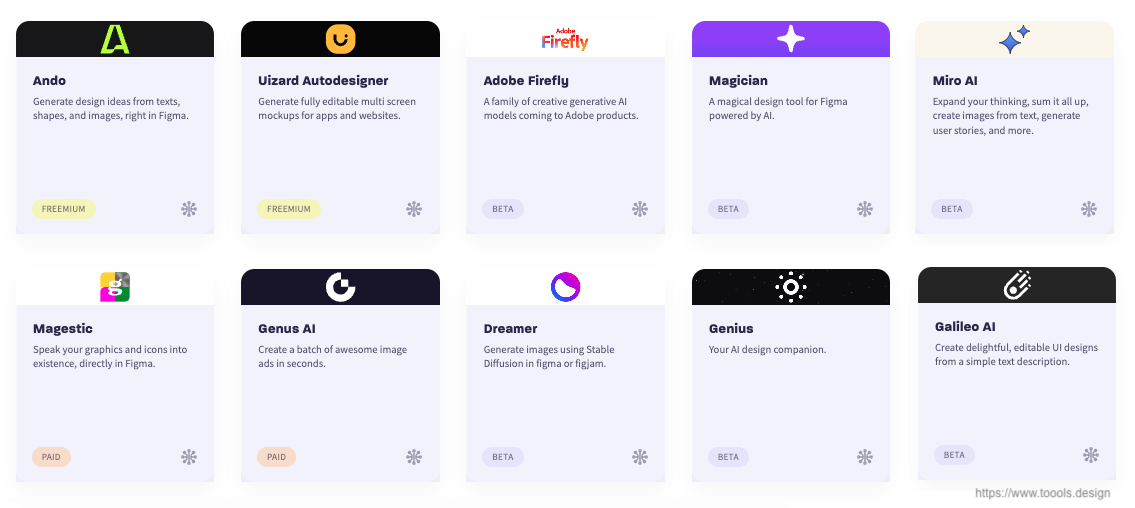 Ando
Generate design ideas from texts,
shapes, and images, right in Figma.
FREEMIUM
Uizard Autodesigner
Generate fully editable multi screen
mockups for apps and websites.
FREEMIUM
Adobe
Firefly
Adobe Firefly
A family of creative generative AI
models coming to Adobe products.
BETA
Magician
A magical design tool for Figma
powered by AI.
BETA
Miro AI
Expand your thinking, sum it all up,
create images from text, generate
user stories, and more.
BETA
g
Magestic
Speak your graphics and icons into
existence, directly in Figma.
PAID
Genus AI
Create a batch of awesome image
ads in seconds.
PAID
Dreamer
Generate images using Stable
Diffusion in figma or figjam.
BETA
Genius
Your AI design companion.
BETA
Galileo AI
Create delightful, editable UI designs
from a simple text description.
BETA
https://www.toools.design